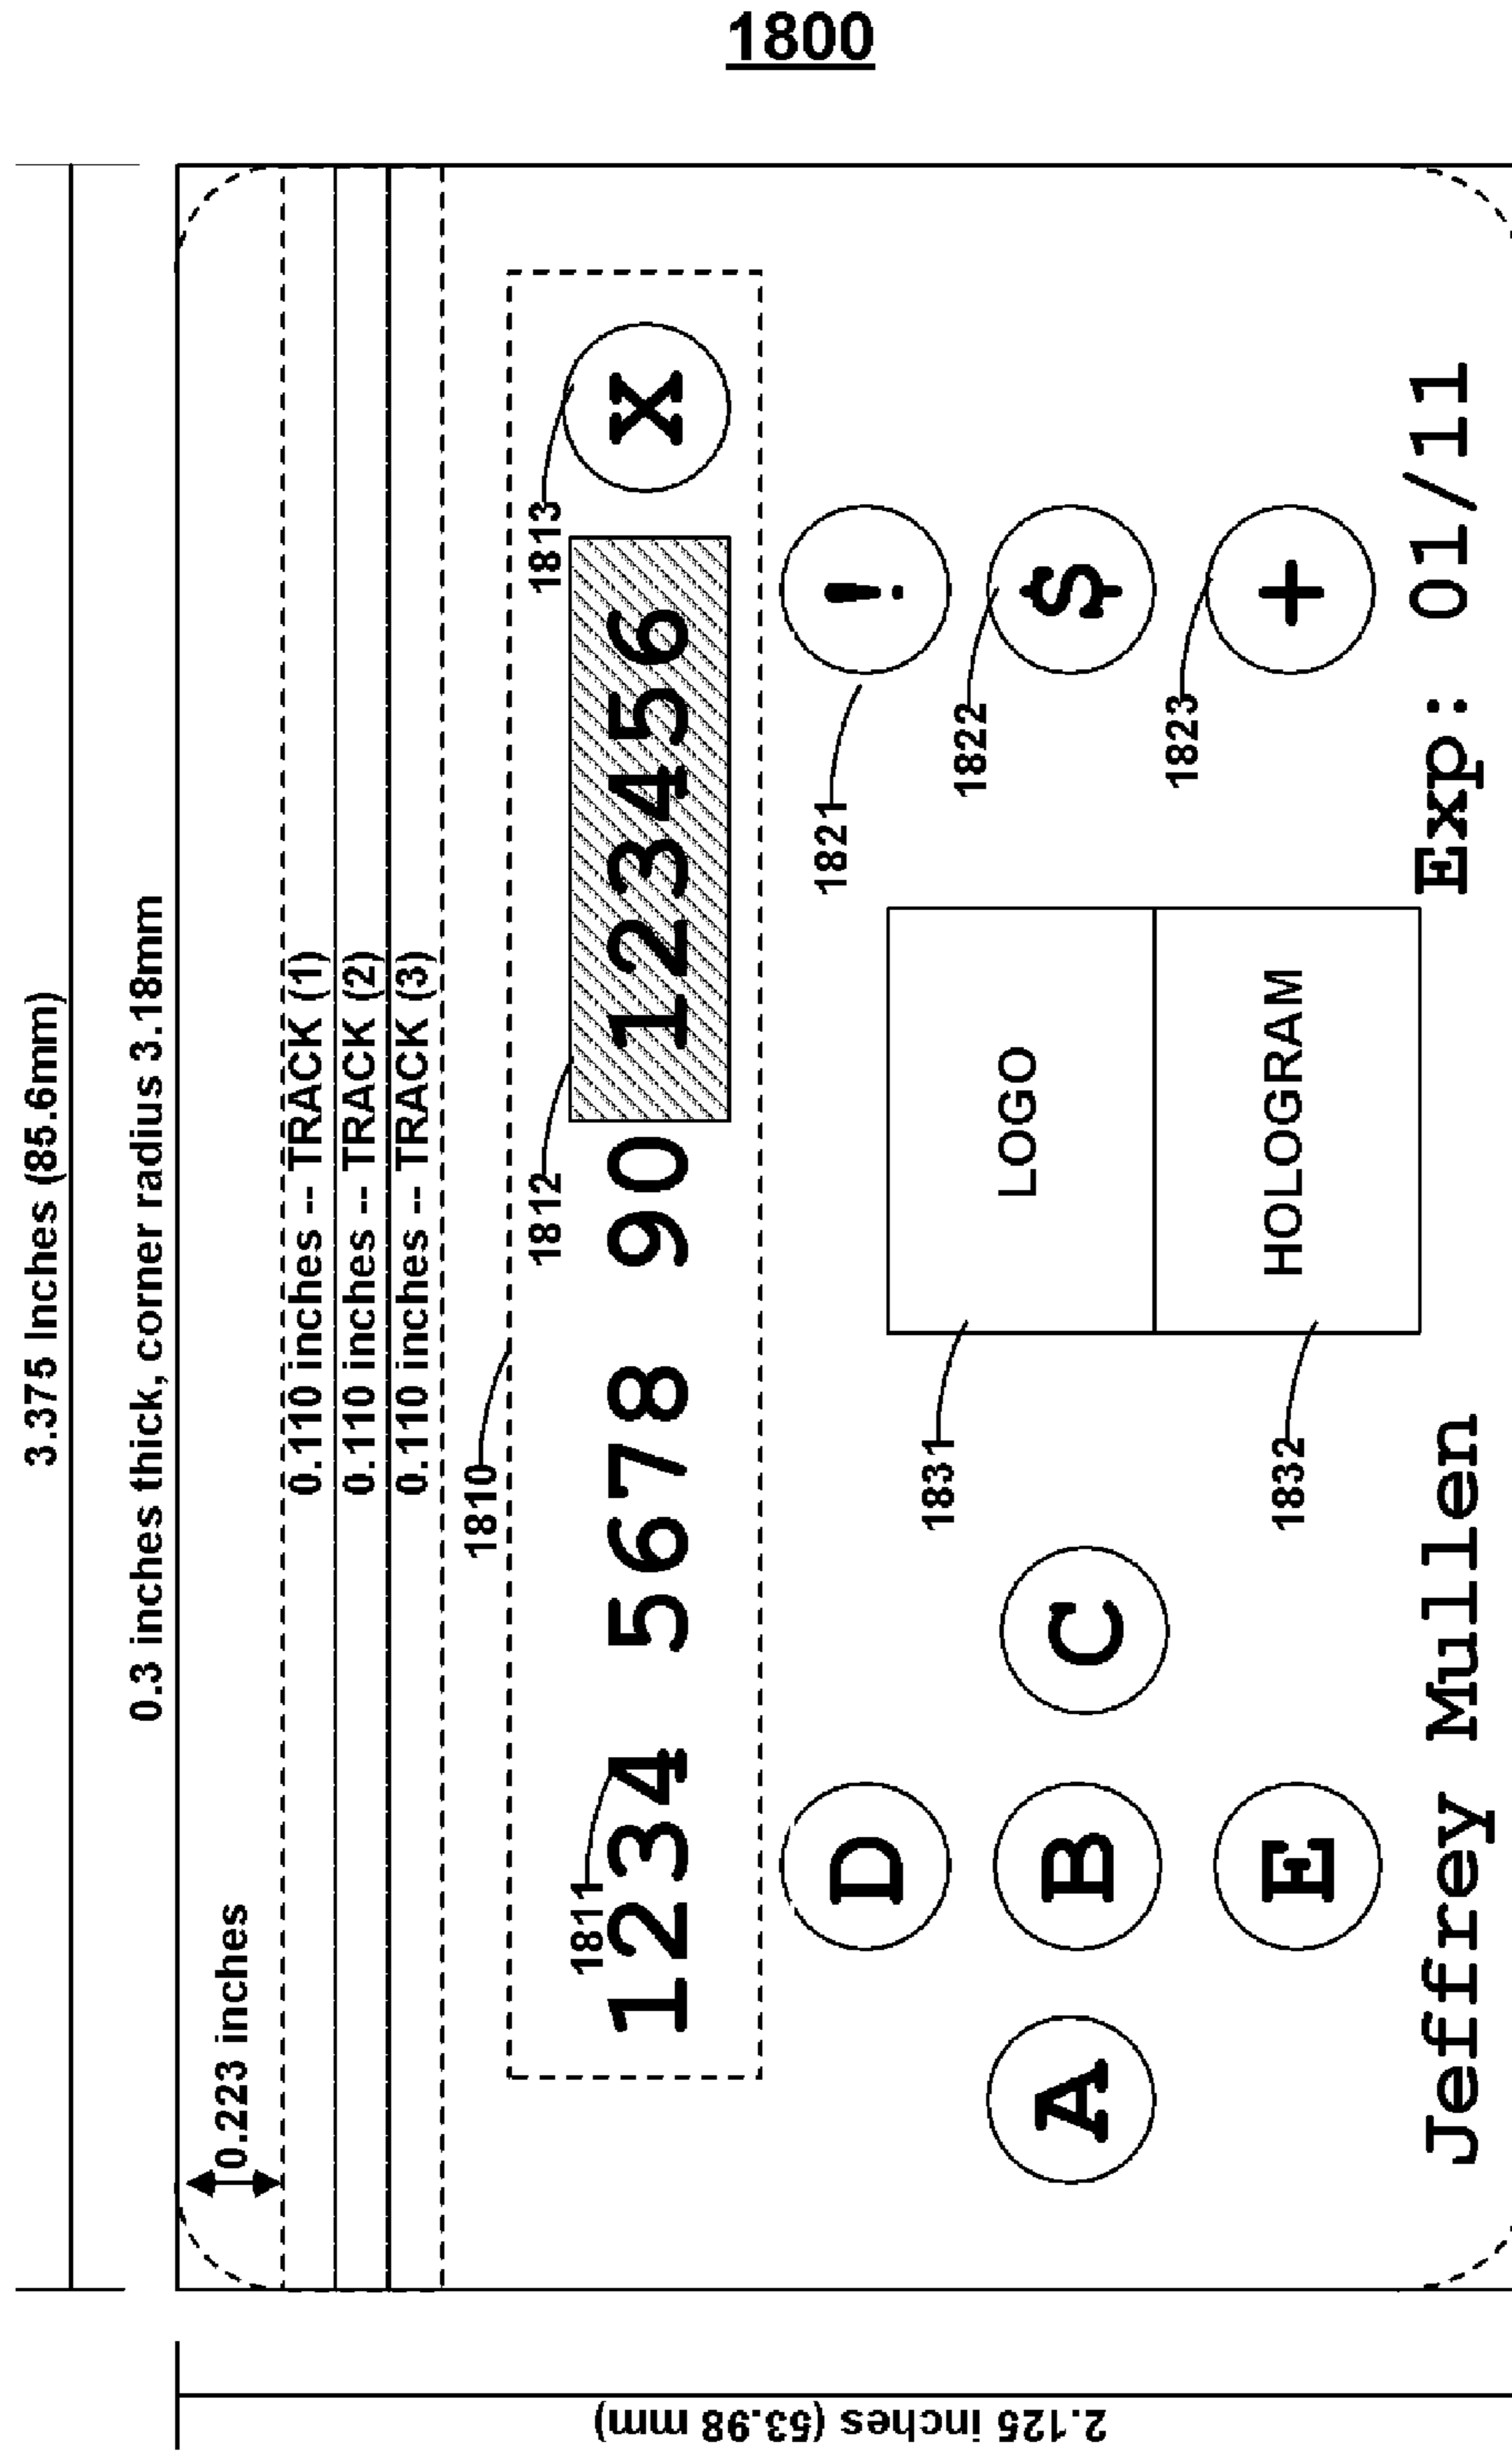 1800
3.375 Inches (85.6mm)
0.3 inches thick, corner radius 3.18mm
0.223 inches
0.110 inches -- TRACK (1)
0.110 inches -- TRACK (2)
0.110 inches -- TRACK (3)
1810
1812
1813
1811
1234 5678 90 123456 X
1821
D !
1831
LOGO
1822
A B C $
1832
HOLOGRAM
1823
E +
Jeffrey Mullen Exp: 01/11
2.125 inches (53.98 mm)